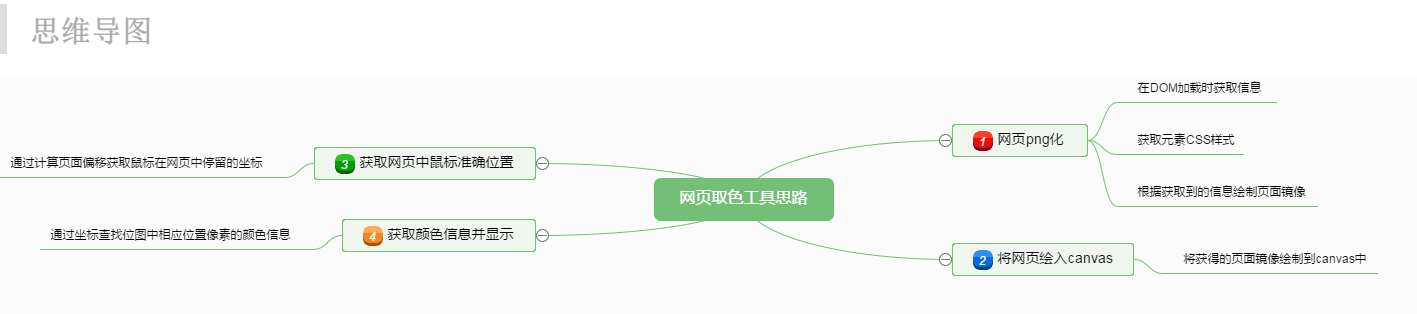 思维导图
网页取色工具思路
1 网页png化
在DOM加载时获取信息
获取元素CSS样式
根据获取到的信息绘制页面镜像
2 将网页绘入canvas
将获得的页面镜像绘制到canvas中
3 获取网页中鼠标准确位置
通过计算页面偏移获取鼠标在网页中停留的坐标
4 获取颜色信息并显示
通过坐标查找位图中相应位置像素的颜色信息